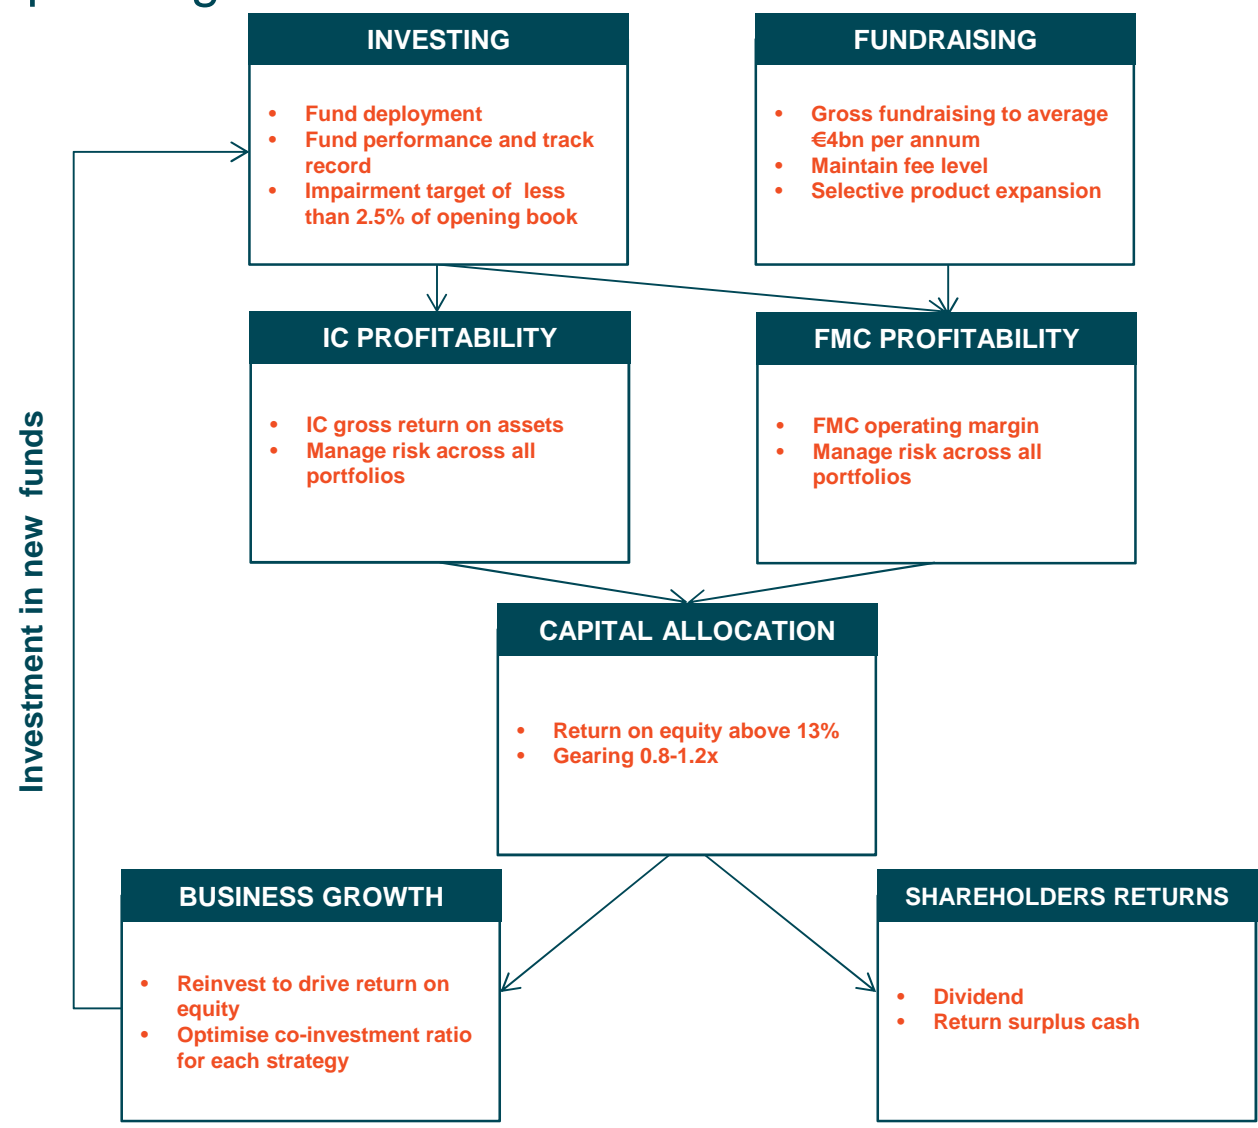 INVESTING
• Fund deployment
• Fund performance and track
record
• Impairment target of less
than 2.5% of opening book
FUNDRAISING
• Gross fundraising to average
€4bn per annum
• Maintain fee level
• Selective product expansion
IC PROFITABILITY
• IC gross return on assets
• Manage risk across all
portfolios
FMC PROFITABILITY
• FMC operating margin
• Manage risk across all
portfolios
Investment in new funds
CAPITAL ALLOCATION
• Return on equity above 13%
• Gearing 0.8-1.2x
BUSINESS GROWTH
• Reinvest to drive return on
equity
• Optimise co-investment ratio
for each strategy
SHAREHOLDERS RETURNS
• Dividend
• Return surplus cash